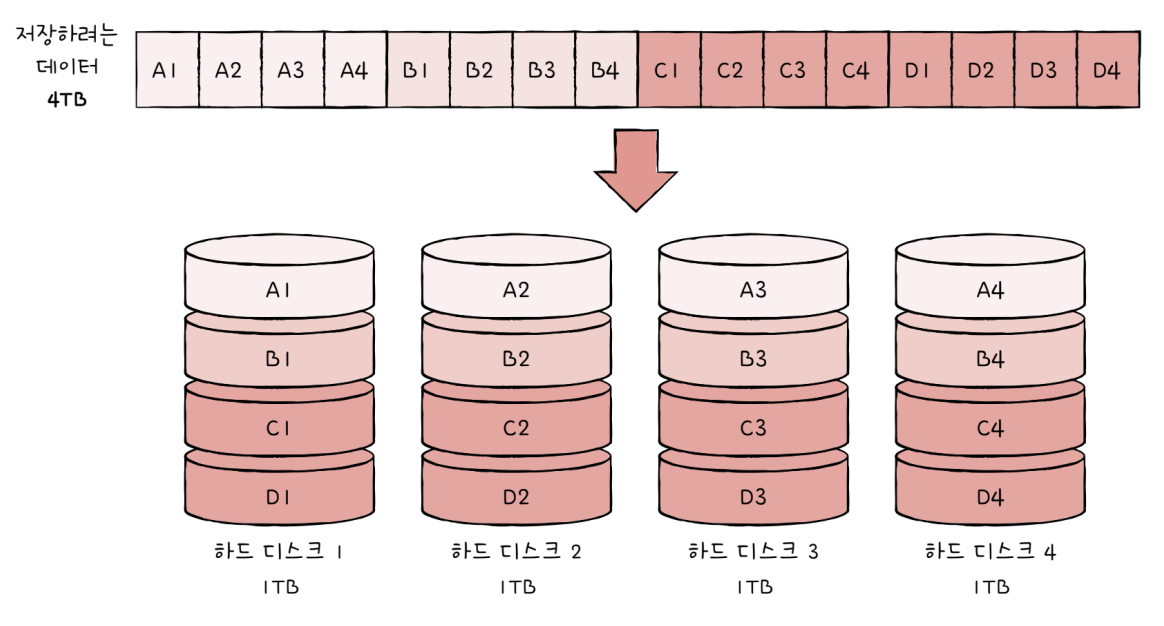 저장하려는
데이터
4TB
A1 A2 A3 A4 B1 B2 B3 B4 C1 C2 C3 C4 D1 D2 D3 D4
A1 A2 A3 A4
B1 B2 B3 B4
C1 C2 C3 C4
D1 D2 D3 D4
하드 디스크 1 하드 디스크 2 하드 디스크 3 하드 디스크 4
1TB 1TB 1TB 1TB